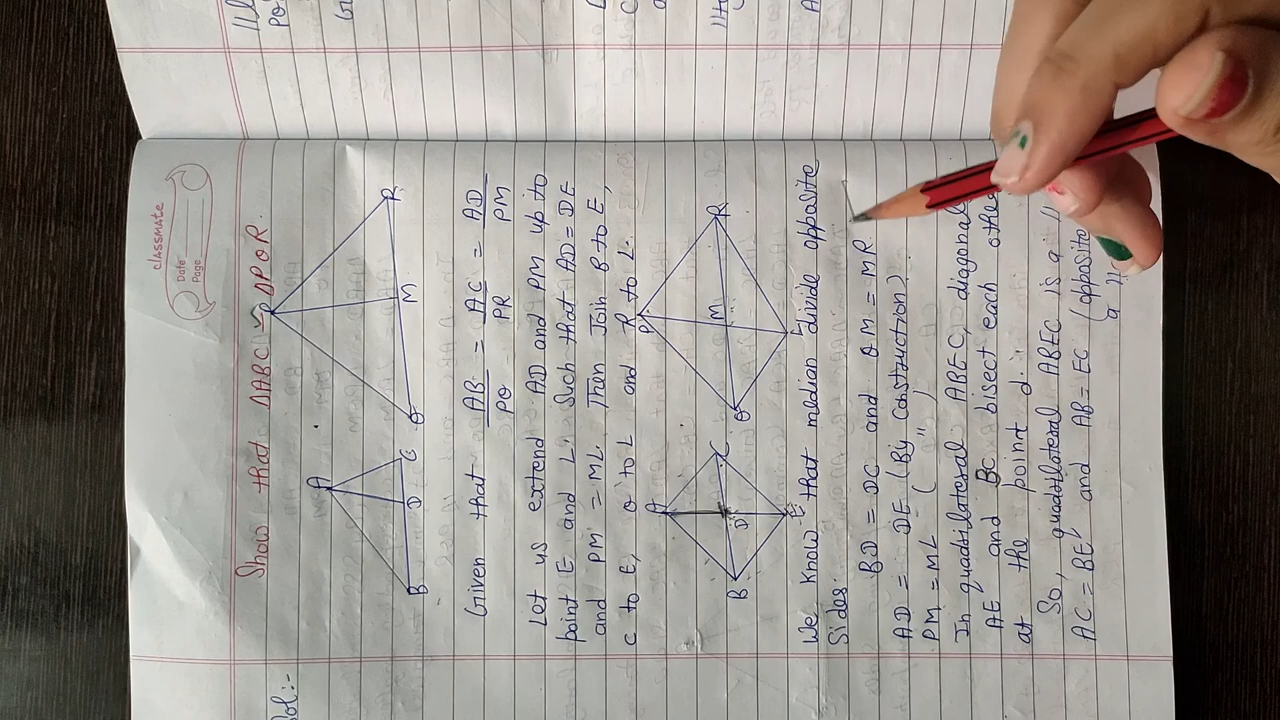 classmate
Date
Page
Show that ΔABC ~ ΔPQR.
Sol:-
A
B D C
P
Q M R
Given that AB/PQ = AC/PR = AD/PM
Let us extend AD and PM up to
point E and L. Such that AD = DE
and PM = ML. Then Join B to E,
C to E, Q to L and R to L.
A
B D C
E
P
Q M R
L
We know that median divide opposite
Sides.
BD = DC and QM = MR
AD = DE (By Construction)
PM = ML ( " )
In quadrilateral ABEC, diagonal
AE and BC bisect each other
at the point d.
So, quadrilateral ABEC is a
AC = BE and AB = EC (opposite